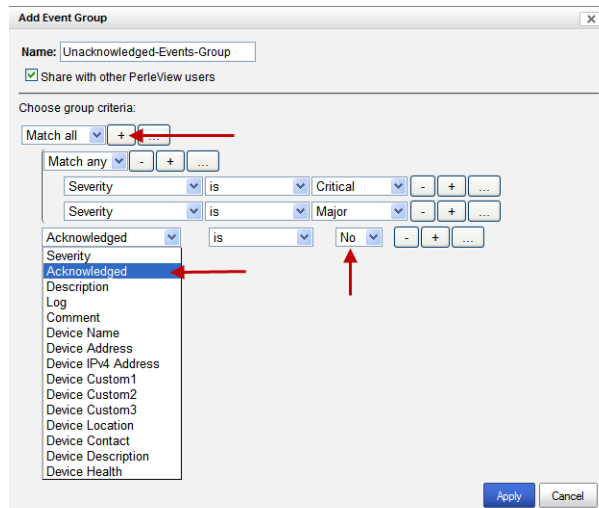 Add Event Group X
Name: Unacknowledged-Events-Group
Share with other PerleView users
Choose group criteria:
Match all + ...
Match any - + ...
Severity is Critical - + ...
Severity is Major - + ...
Acknowledged is No - + ...
Severity
Acknowledged
Description
Log
Comment
Device Name
Device Address
Device IPv4 Address
Device Custom1
Device Custom2
Device Custom3
Device Location
Device Contact
Device Description
Device Health
Apply Cancel